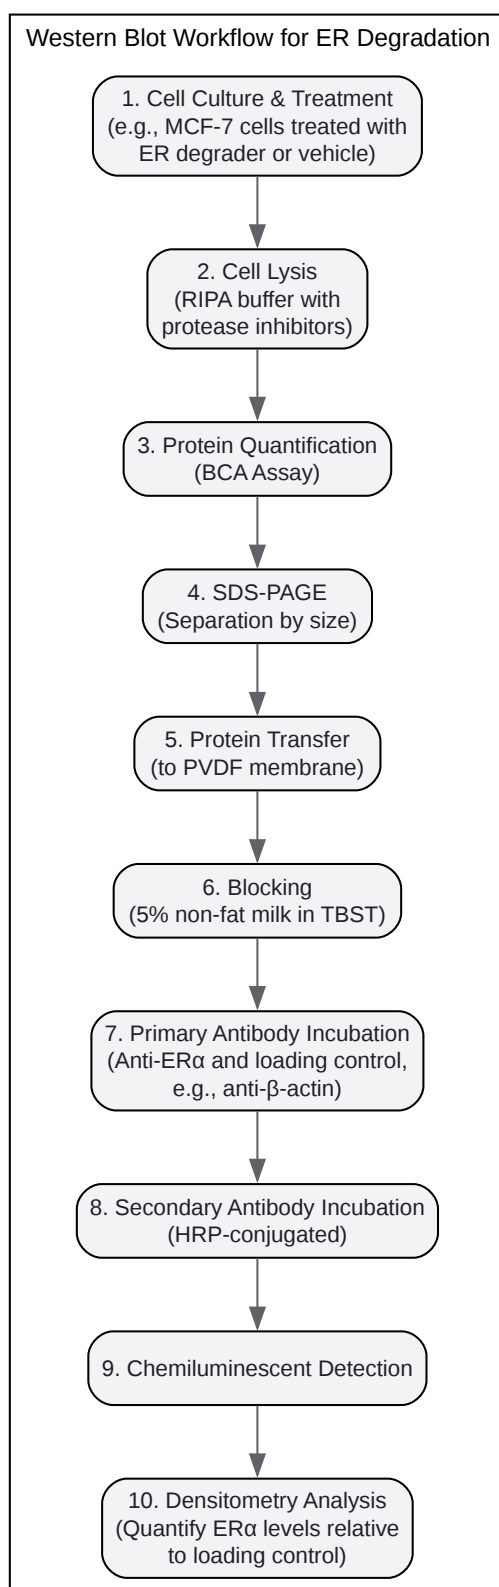 Western Blot Workflow for ER Degradation
1. Cell Culture & Treatment
(e.g., MCF-7 cells treated with
ER degrader or vehicle)
2. Cell Lysis
(RIPA buffer with
protease inhibitors)
3. Protein Quantification
(BCA Assay)
4. SDS-PAGE
(Separation by size)
5. Protein Transfer
(to PVDF membrane)
6. Blocking
(5% non-fat milk in TBST)
7. Primary Antibody Incubation
(Anti-ERα and loading control,
e.g., anti-β-actin)
8. Secondary Antibody Incubation
(HRP-conjugated)
9. Chemiluminescent Detection
10. Densitometry Analysis
(Quantify ERα levels relative
to loading control)